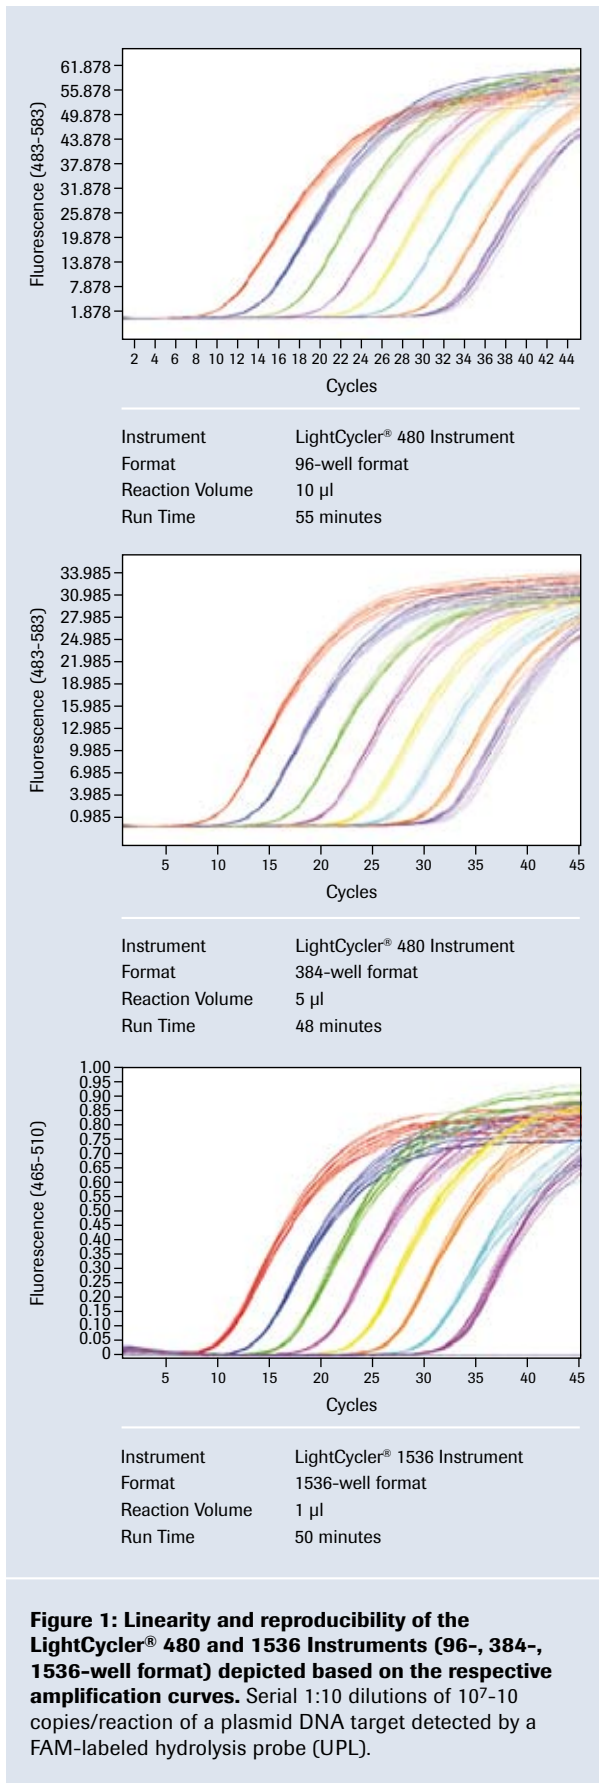 Fluorescence (483-583)
61.878
55.878
49.878
43.878
37.878
31.878
25.878
19.878
13.878
7.878
1.878
2 4 6 8 10 12 14 16 18 20 22 24 26 28 30 32 34 36 38 40 42 44
Cycles
Instrument LightCycler® 480 Instrument
Format 96-well format
Reaction Volume 10 µl
Run Time 55 minutes
Fluorescence (483-583)
33.985
30.985
27.985
24.985
21.985
18.985
15.985
12.985
9.985
6.985
3.985
0.985
5 10 15 20 25 30 35 40 45
Cycles
Instrument LightCycler® 480 Instrument
Format 384-well format
Reaction Volume 5 µl
Run Time 48 minutes
Fluorescence (465-510)
1.00
0.95
0.90
0.85
0.80
0.75
0.70
0.65
0.60
0.55
0.50
0.45
0.40
0.35
0.30
0.25
0.20
0.15
0.10
0.05
0
5 10 15 20 25 30 35 40 45
Cycles
Instrument LightCycler® 1536 Instrument
Format 1536-well format
Reaction Volume 1 µl
Run Time 50 minutes
Figure 1: Linearity and reproducibility of the
LightCycler® 480 and 1536 Instruments (96-, 384-,
1536-well format) depicted based on the respective
amplification curves. Serial 1:10 dilutions of 10⁷-10
copies/reaction of a plasmid DNA target detected by a
FAM-labeled hydrolysis probe (UPL).